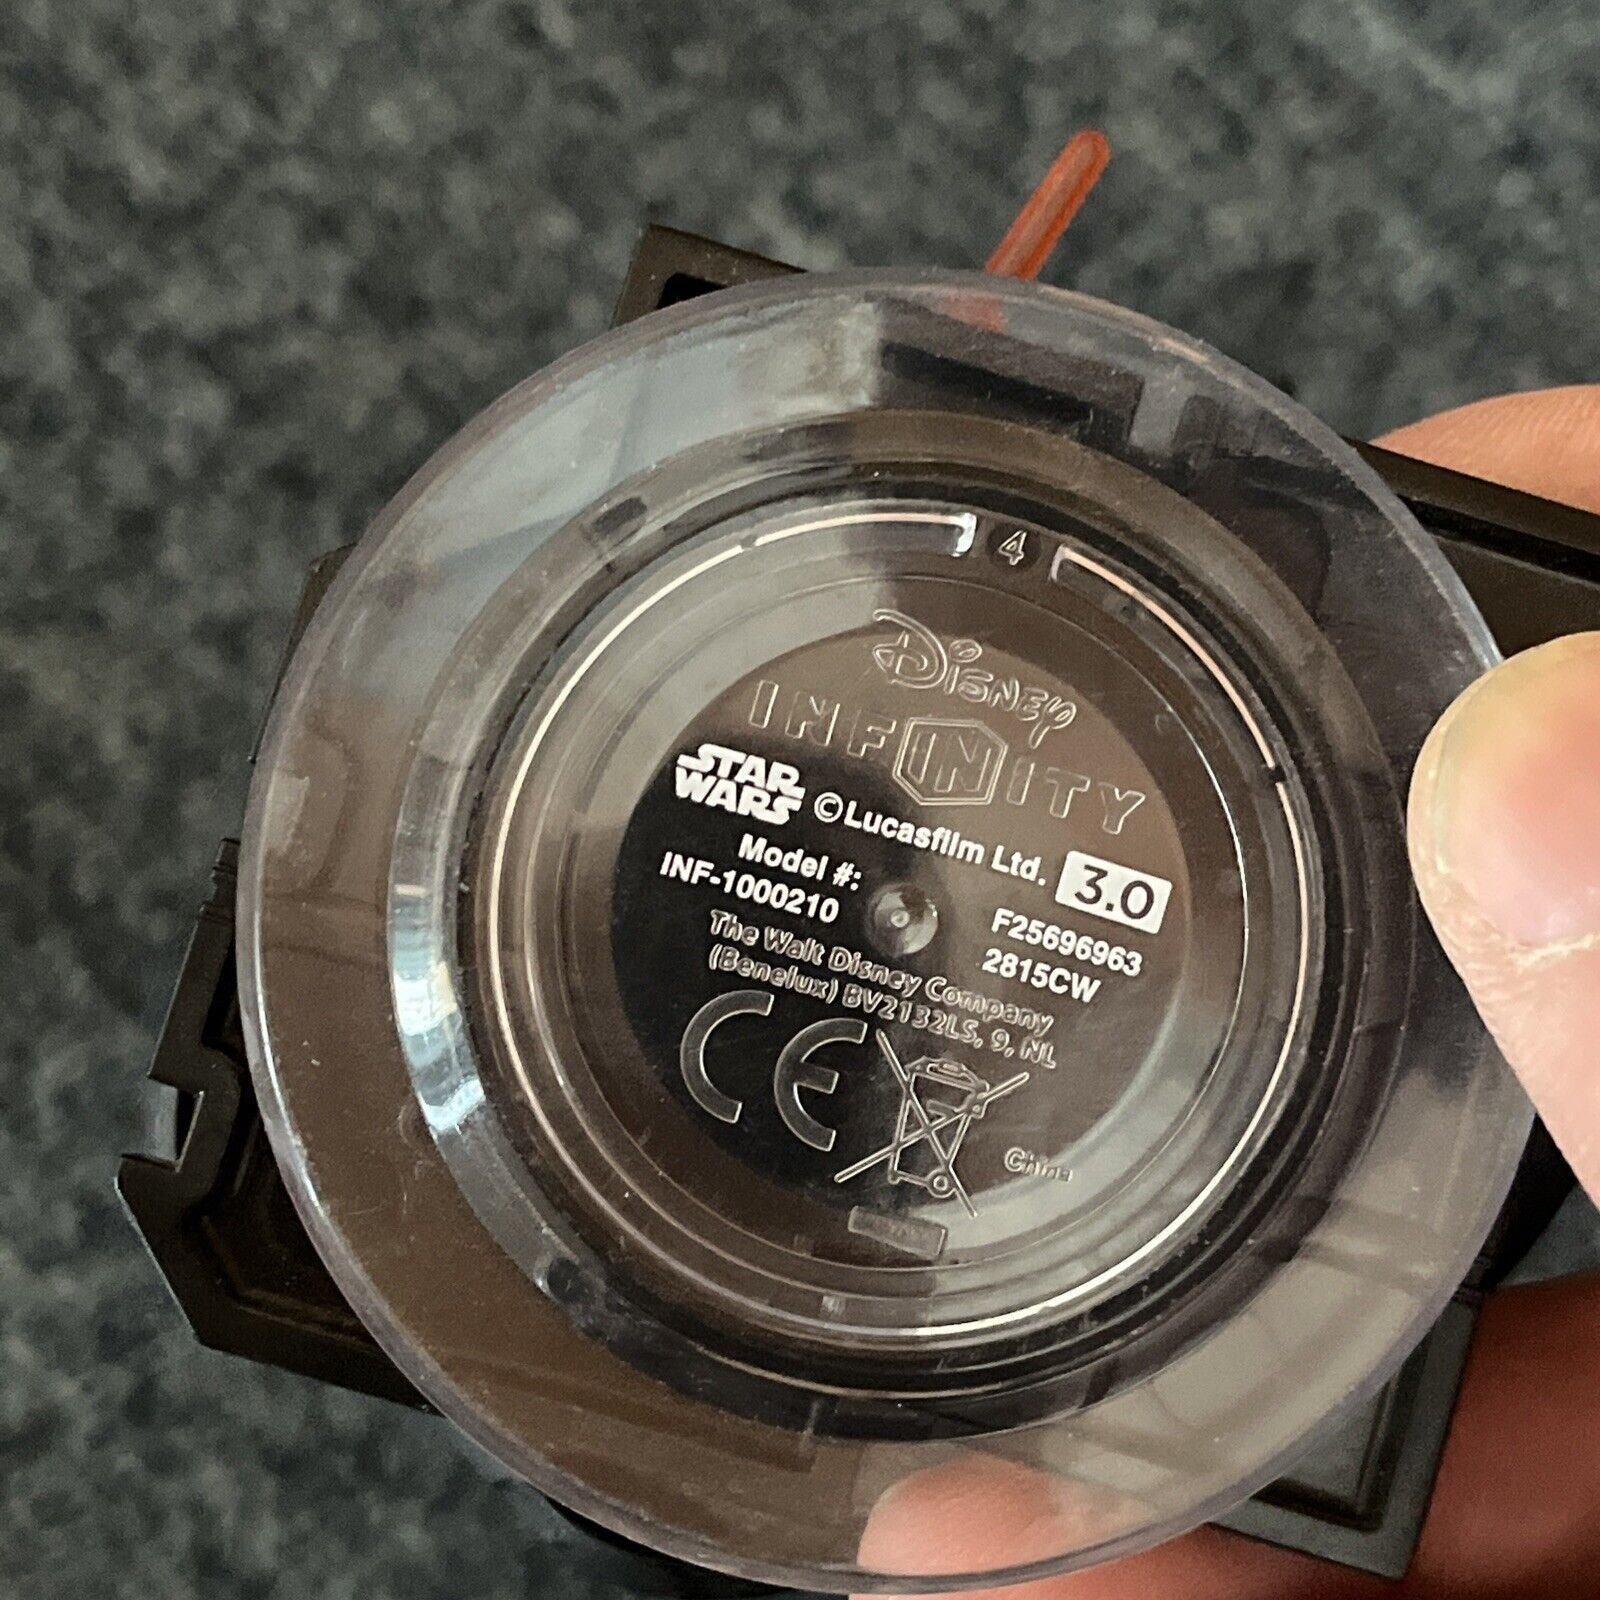 4
Disney
INFINITY
STAR WARS ©Lucasfilm Ltd. 3.0
Model #:
INF-1000210
F25696963
2815CW
The Walt Disney Company
(Benelux) BV2132LS, 9, NL
CE
China